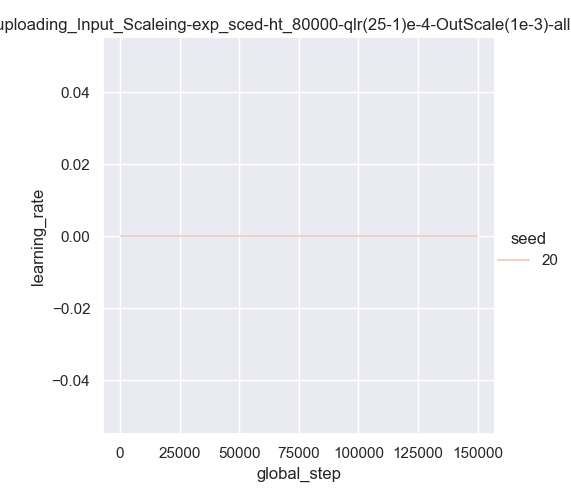 uploading_Input_Scaleing-exp_sced-ht_80000-qlr(25-1)e-4-OutScale(1e-3)-all
0.04
0.02
0.00
−0.02
−0.04
learning_rate
0 25000 50000 75000 100000 125000 150000
global_step
seed
20